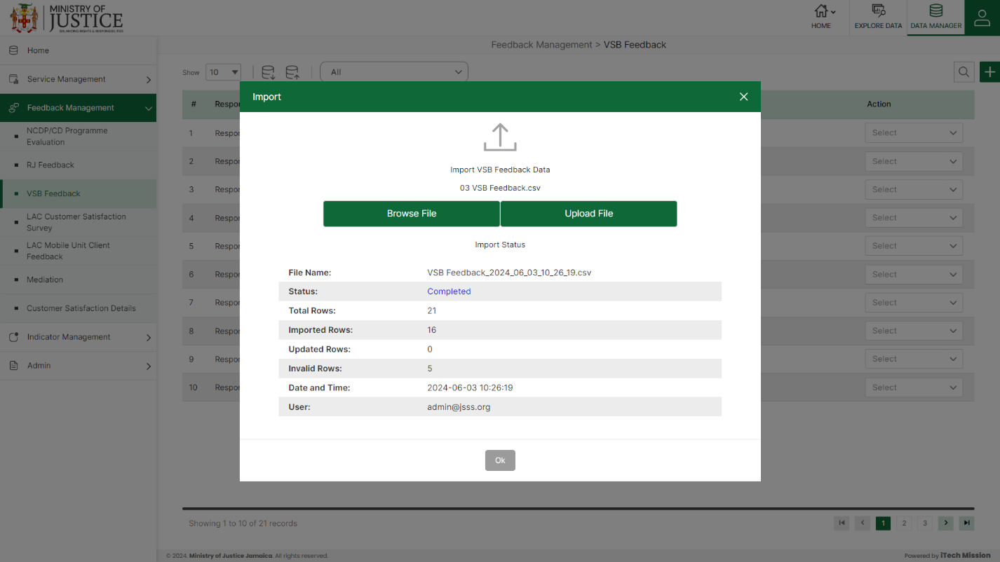 MINISTRY OF
JUSTICE
BALANCING RIGHTS & RESPONSIBILITIES
HOME
EXPLORE DATA
DATA MANAGER
Home
Service Management
Feedback Management
NCDP/CD Programme
Evaluation
RJ Feedback
VSB Feedback
LAC Customer Satisfaction
Survey
LAC Mobile Unit Client
Feedback
Mediation
Customer Satisfaction Details
Indicator Management
Admin
Feedback Management > VSB Feedback
Show 10 All
# Respo Action
1 Respo Select
2 Respo Select
3 Respo Select
4 Respo Select
5 Respo Select
6 Respo Select
7 Respo Select
8 Respo Select
9 Respo Select
10 Respo Select
Import
Import VSB Feedback Data
03 VSB Feedback.csv
Browse File Upload File
Import Status
File Name: VSB Feedback_2024_06_03_10_26_19.csv
Status: Completed
Total Rows: 21
Imported Rows: 16
Updated Rows: 0
Invalid Rows: 5
Date and Time: 2024-06-03 10:26:19
User: admin@jsss.org
Ok
Showing 1 to 10 of 21 records
1 2 3
© 2024. Ministry of Justice Jamaica. All rights reserved.
Powered by iTech Mission